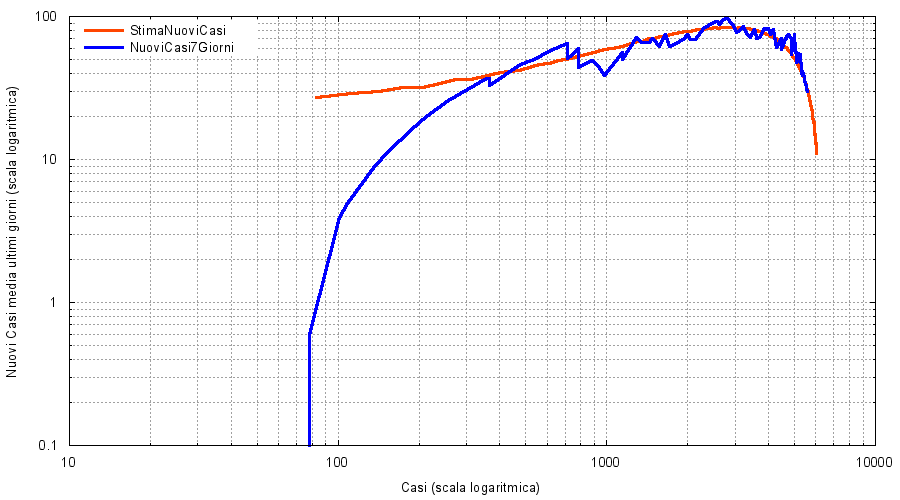 StimaNuoviCasi
NuoviCasi7Giorni
Nuovi Casi media ultimi giorni (scala logaritmica)
100
10
1
0.1
10
100
1000
10000
Casi (scala logaritmica)